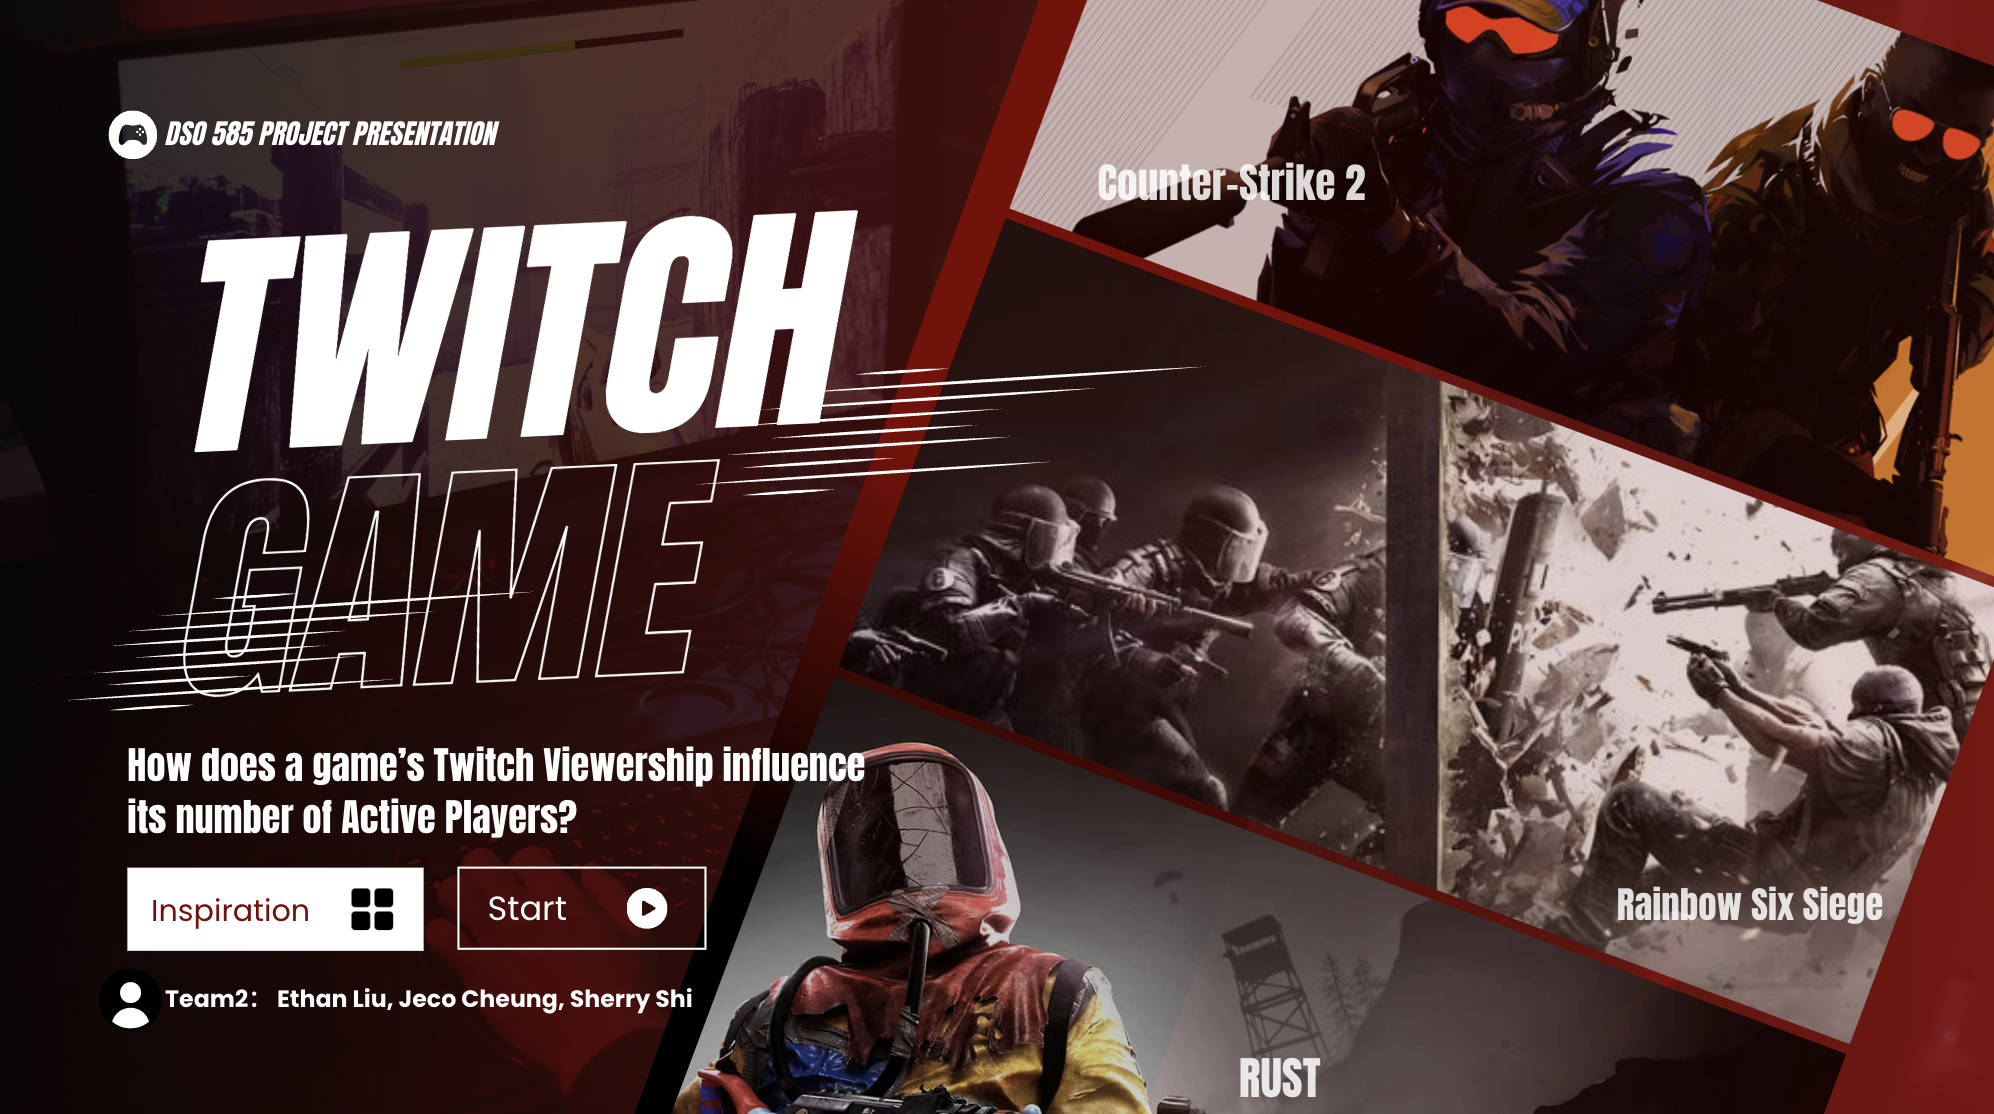 DSO 585 PROJECT PRESENTATION
TWITCH
GAME
How does a game’s Twitch Viewership influence
its number of Active Players?
Inspiration
Start
Team2: Ethan Liu, Jeco Cheung, Sherry Shi
Counter-Strike 2
Rainbow Six Siege
RUST